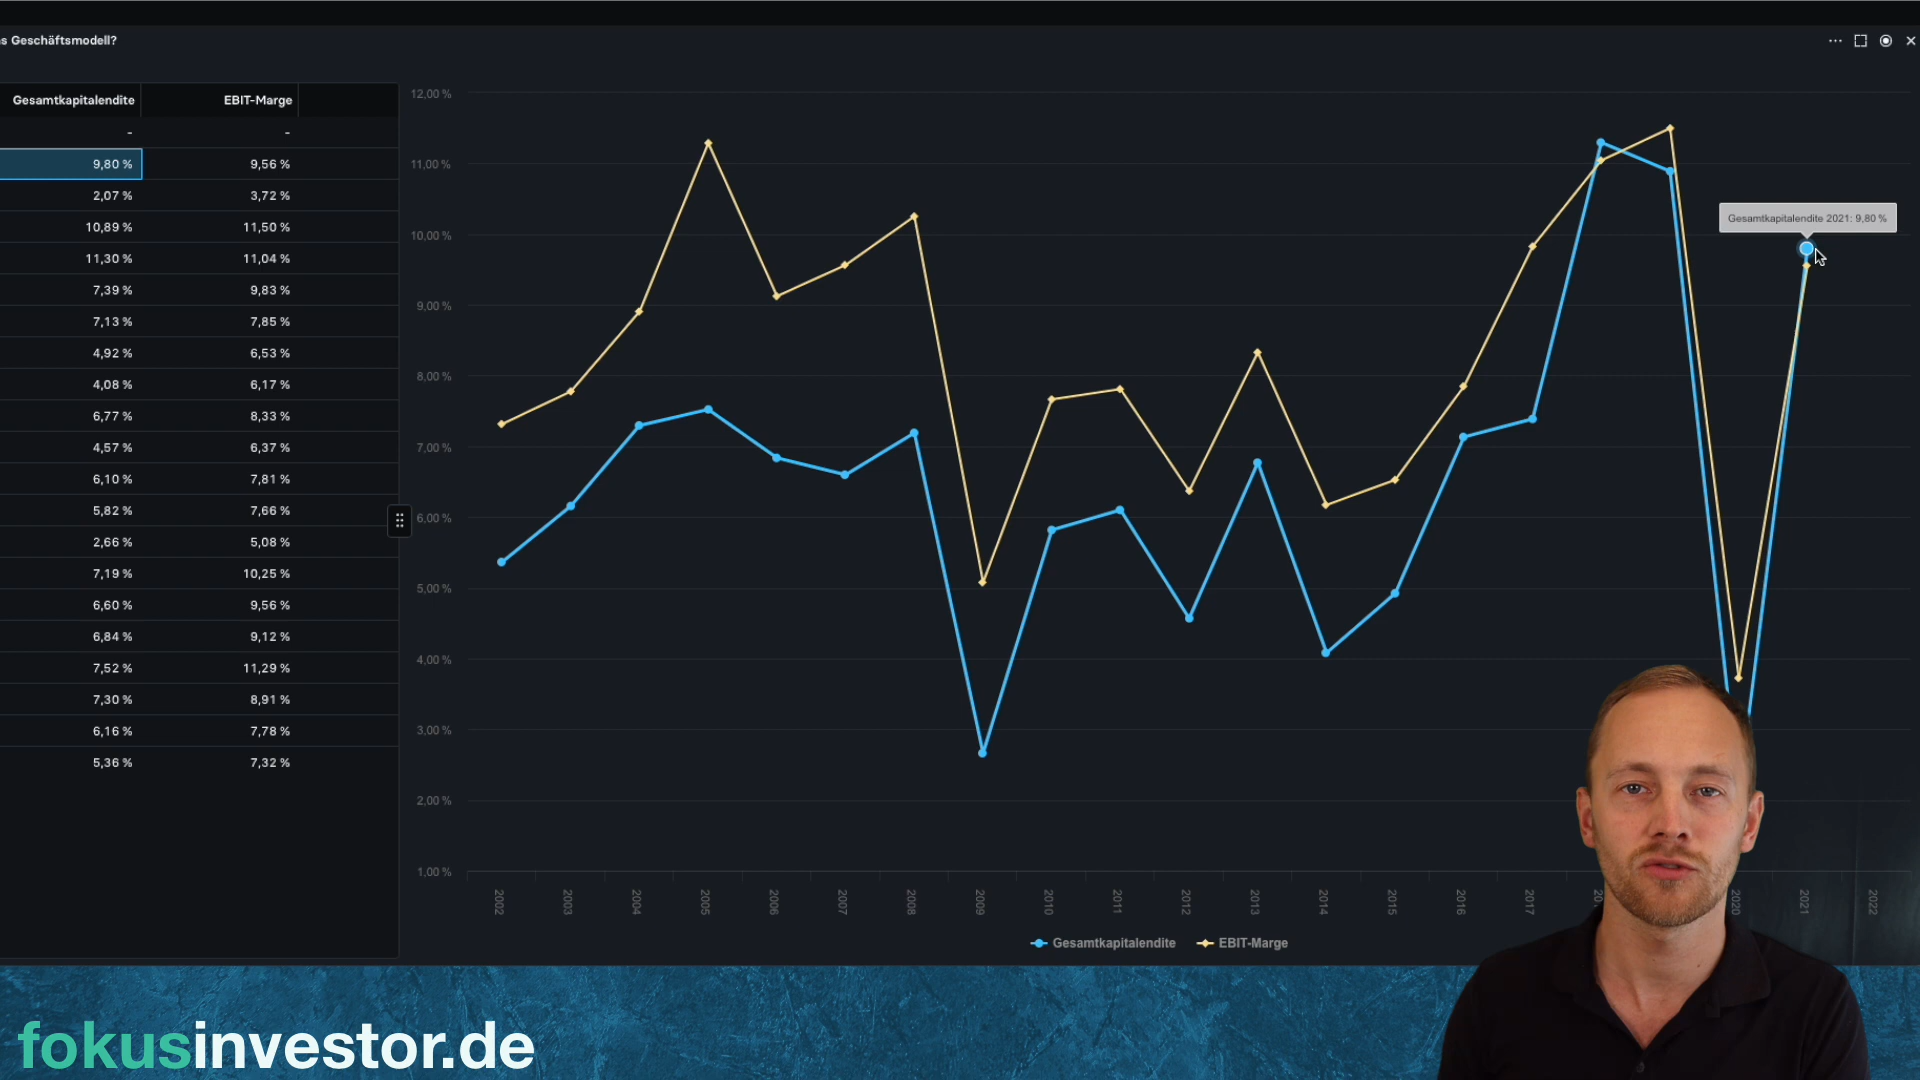 s Geschäftsmodell?
Gesamtkapitalendite EBIT-Marge
- -
9,80 % 9,56 %
2,07 % 3,72 %
10,89 % 11,50 %
11,30 % 11,04 %
7,39 % 9,83 %
7,13 % 7,85 %
4,92 % 6,53 %
4,08 % 6,17 %
6,77 % 8,33 %
4,57 % 6,37 %
6,10 % 7,81 %
5,82 % 7,66 %
2,66 % 5,08 %
7,19 % 10,25 %
6,60 % 9,56 %
6,84 % 9,12 %
7,52 % 11,29 %
7,30 % 8,91 %
6,16 % 7,78 %
5,36 % 7,32 %
12,00 %
11,00 %
10,00 %
9,00 %
8,00 %
7,00 %
6,00 %
5,00 %
4,00 %
3,00 %
2,00 %
1,00 %
Gesamtkapitalendite 2021: 9,80 %
2002 2003 2004 2005 2006 2007 2008 2009 2010 2011 2012 2013 2014 2015 2016 2017 20 2020 2021 2022
Gesamtkapitalendite EBIT-Marge
fokusinvestor.de